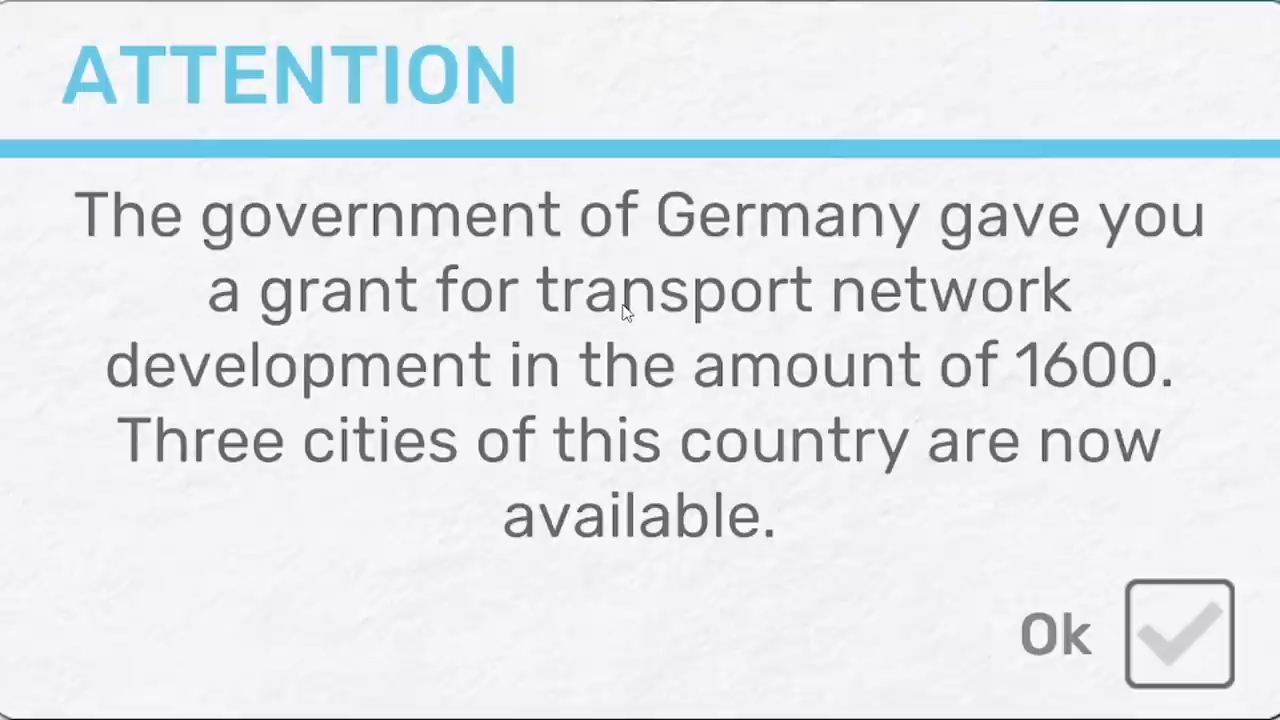 ATTENTION
The government of Germany gave you
a grant for transport network
development in the amount of 1600.
Three cities of this country are now
available.
Ok